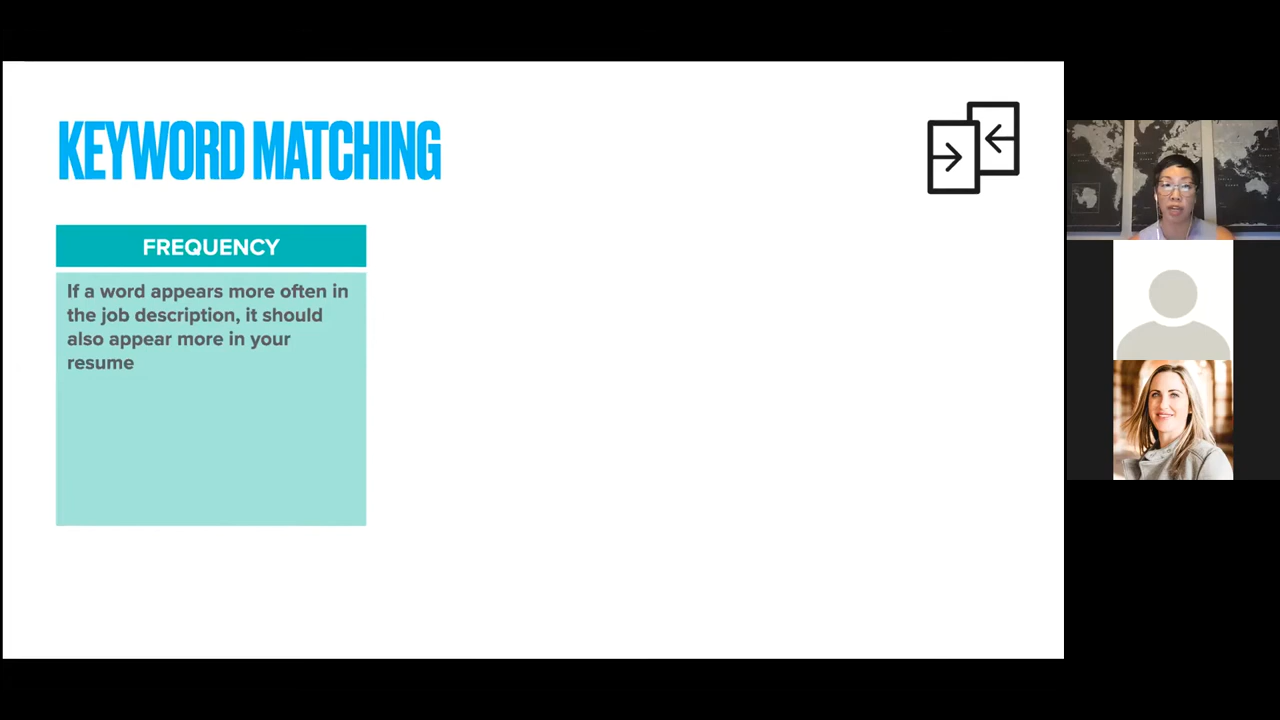 KEYWORD MATCHING
FREQUENCY
If a word appears more often in
the job description, it should
also appear more in your
resume